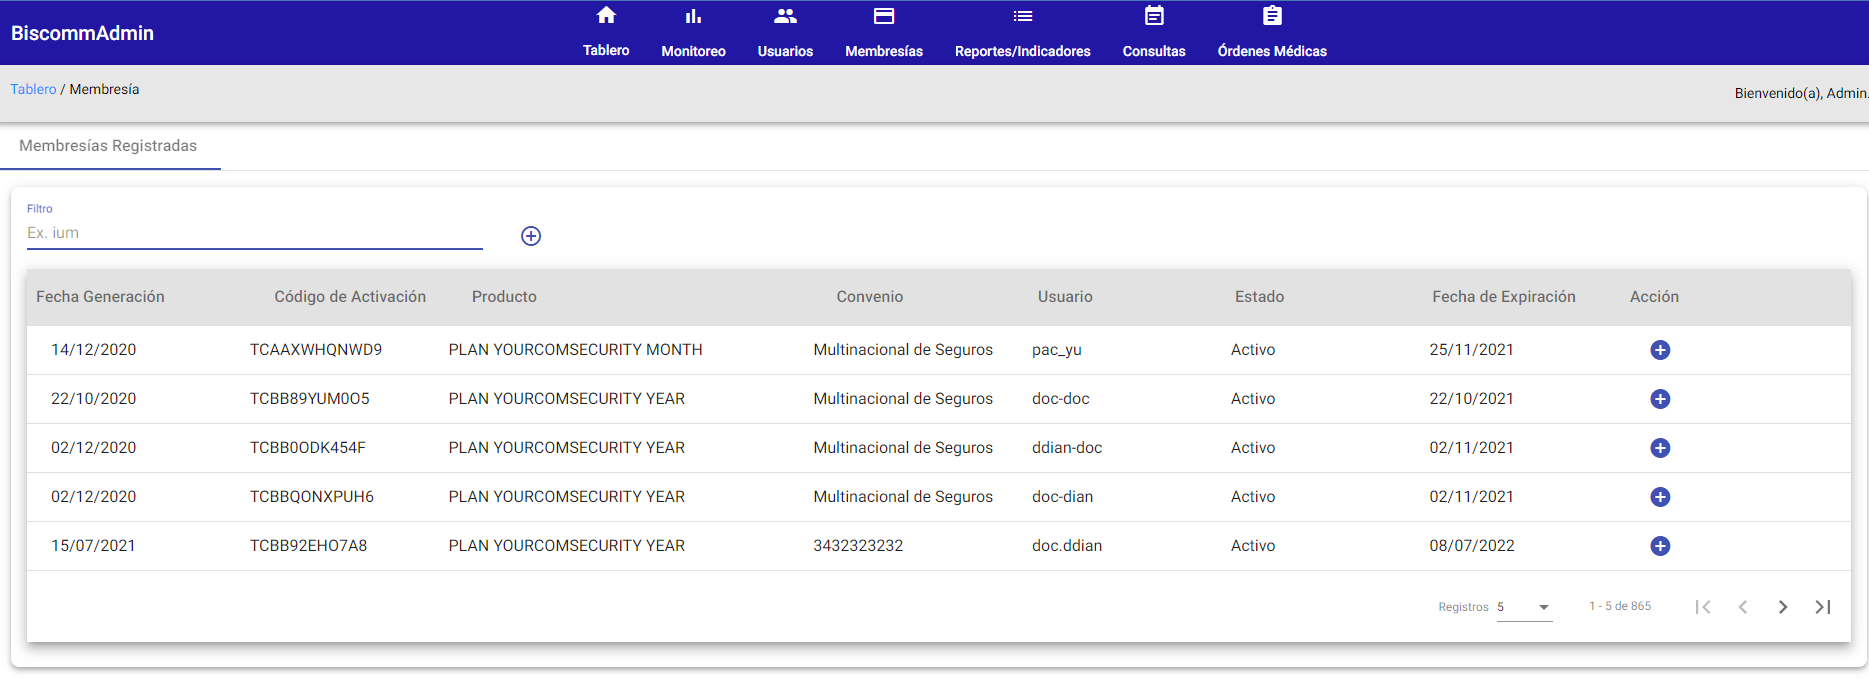 BiscommAdmin
Tablero Monitoreo Usuarios Membresías Reportes/Indicadores Consultas Órdenes Médicas
Tablero / Membresía
Bienvenido(a), Admin.
Membresías Registradas
Filtro
Ex. ium
Fecha Generación Código de Activación Producto Convenio Usuario Estado Fecha de Expiración Acción
14/12/2020 TCAAXWHQNWD9 PLAN YOURCOMSECURITY MONTH Multinacional de Seguros pac_yu Activo 25/11/2021
22/10/2020 TCBB89YUM0O5 PLAN YOURCOMSECURITY YEAR Multinacional de Seguros doc-doc Activo 22/10/2021
02/12/2020 TCBB0ODK454F PLAN YOURCOMSECURITY YEAR Multinacional de Seguros ddian-doc Activo 02/11/2021
02/12/2020 TCBBQONXPUH6 PLAN YOURCOMSECURITY YEAR Multinacional de Seguros doc-dian Activo 02/11/2021
15/07/2021 TCBB92EHO7A8 PLAN YOURCOMSECURITY YEAR 3432323232 doc.ddian Activo 08/07/2022
Registros 5 1 - 5 de 865